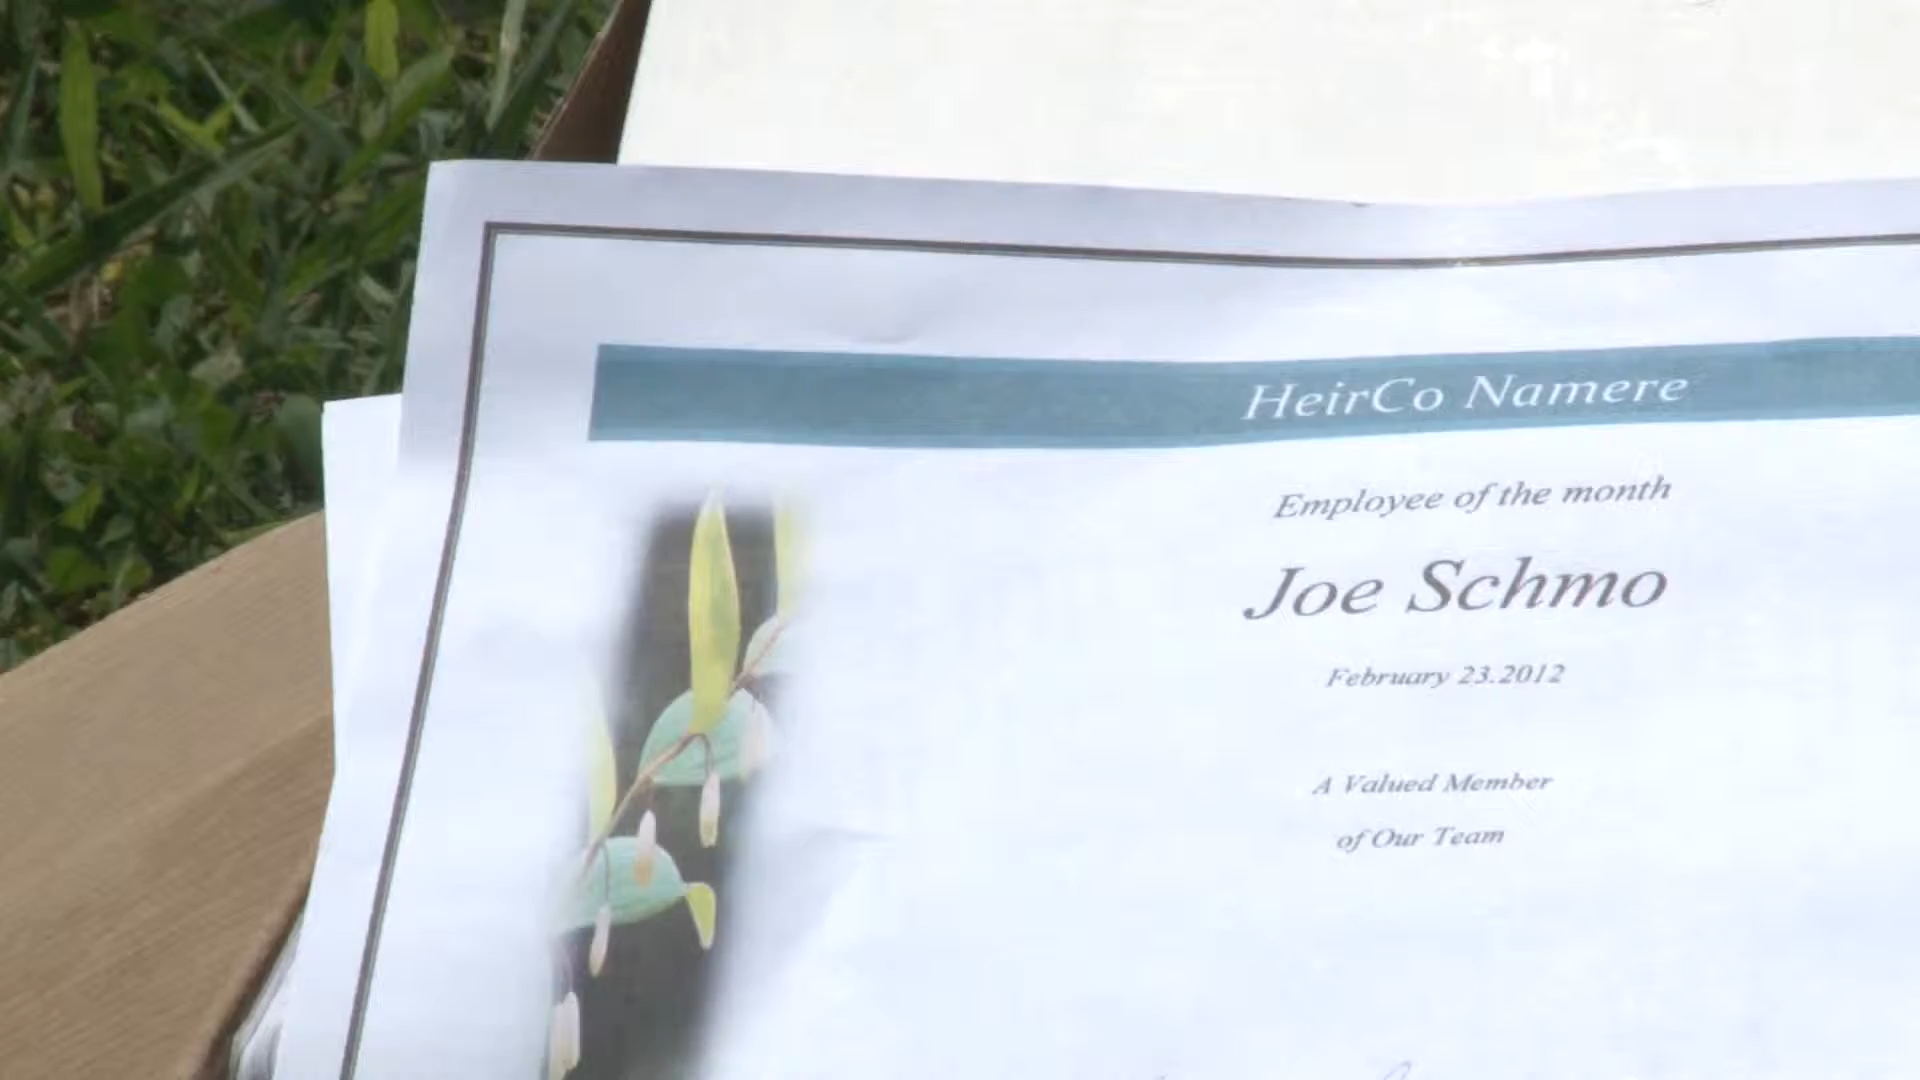 HeirCo Namere
Employee of the month
Joe Schmo
February 23.2012
A Valued Member
of Our Team